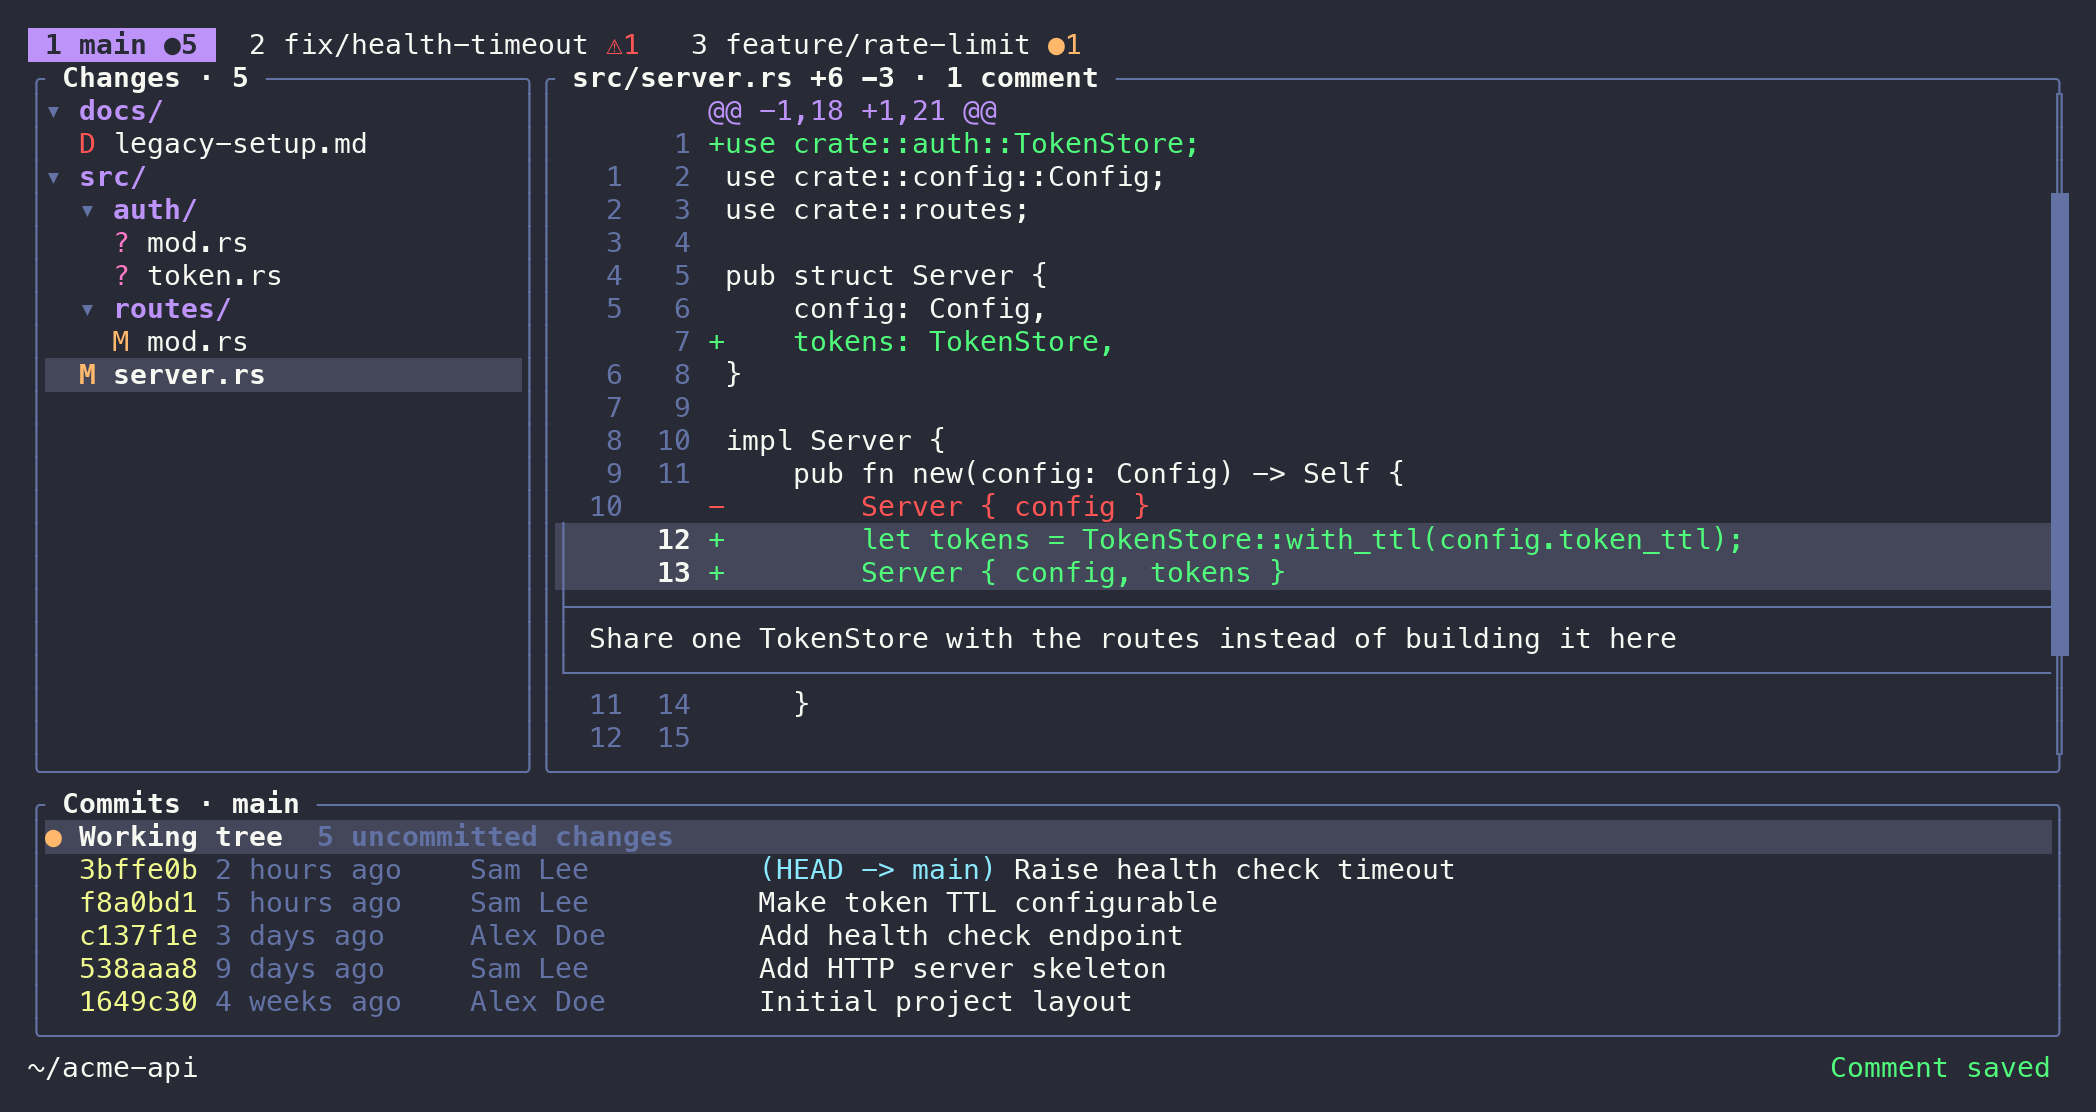 1 main ●5   2 fix/health-timeout ⚠1   3 feature/rate-limit ●1
Changes · 5
▾ docs/
D legacy-setup.md
▾ src/
▾ auth/
? mod.rs
? token.rs
▾ routes/
M mod.rs
M server.rs
src/server.rs +6 −3 · 1 comment
@@ −1,18 +1,21 @@
     1 +use crate::auth::TokenStore;
1   2  use crate::config::Config;
2   3  use crate::routes;
3   4
4   5  pub struct Server {
5   6      config: Config,
     7 +    tokens: TokenStore,
6   8  }
7   9
8  10  impl Server {
9  11      pub fn new(config: Config) −> Self {
10     −        Server { config }
    12 +        let tokens = TokenStore::with_ttl(config.token_ttl);
    13 +        Server { config, tokens }
Share one TokenStore with the routes instead of building it here
11  14      }
12  15
Commits · main
● Working tree  5 uncommitted changes
3bffe0b 2 hours ago    Sam Lee    (HEAD −> main) Raise health check timeout
f8a0bd1 5 hours ago    Sam Lee    Make token TTL configurable
c137f1e 3 days ago    Alex Doe    Add health check endpoint
538aaa8 9 days ago    Sam Lee    Add HTTP server skeleton
1649c30 4 weeks ago    Alex Doe    Initial project layout
~/acme−api    Comment saved